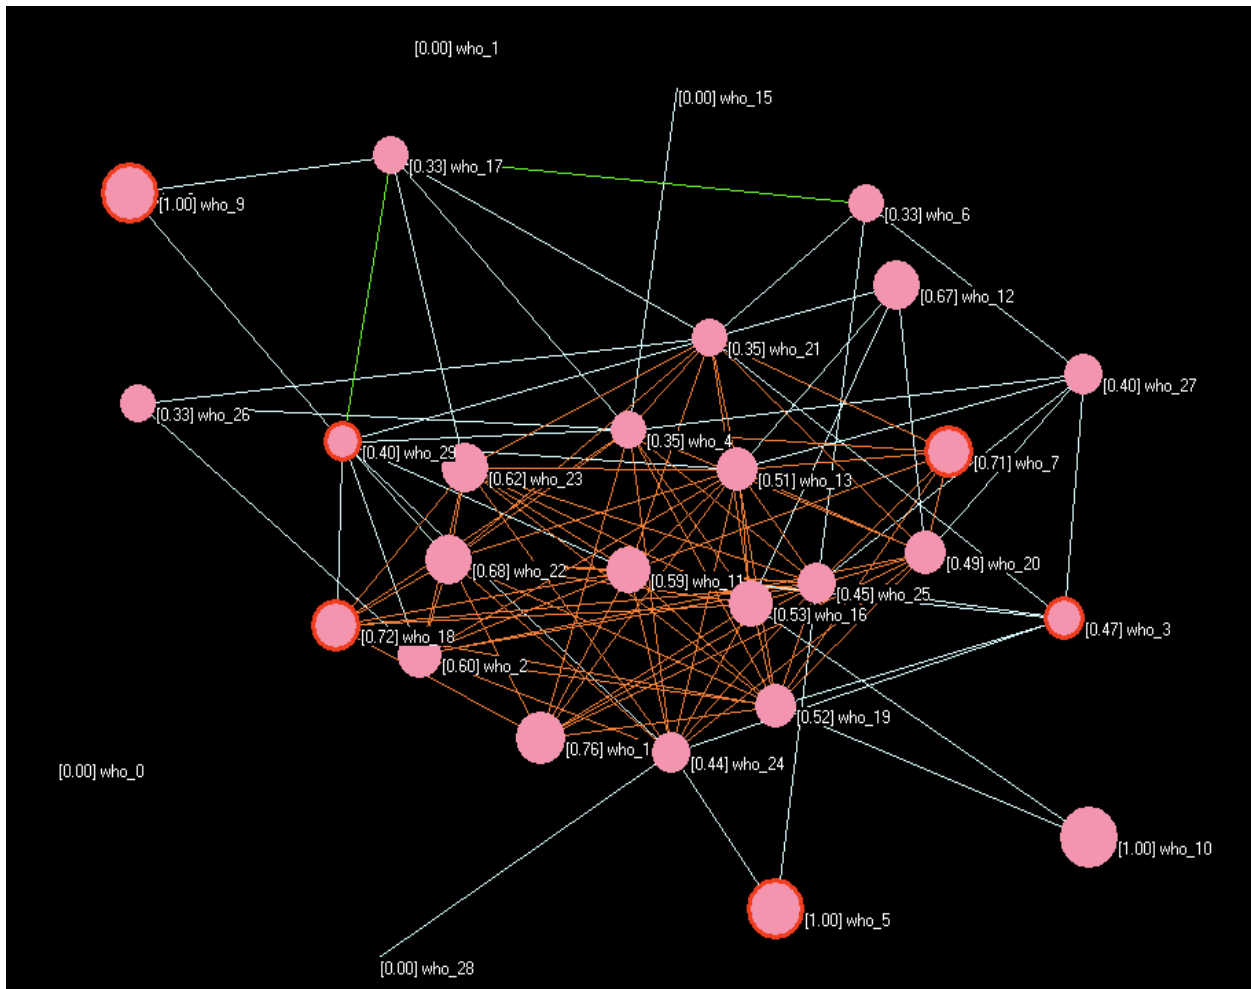 [0.00] who_1
[0.00] who_15
[0.33] who_17
[1.00] who_9
[0.33] who_6
[0.67] who_12
[0.35] who_21
[0.40] who_27
[0.33] who_26
[0.35] who_4
[0.40] who_29
[0.71] who_7
[0.62] who_23
[0.51] who_13
[0.49] who_20
[0.68] who_22
[0.59] who_11
[0.45] who_25
[0.53] who_16
[0.47] who_3
[0.72] who_18
[0.60] who_2
[0.52] who_19
[0.76] who_1
[0.44] who_24
[0.00] who_0
[1.00] who_10
[1.00] who_5
[0.00] who_28